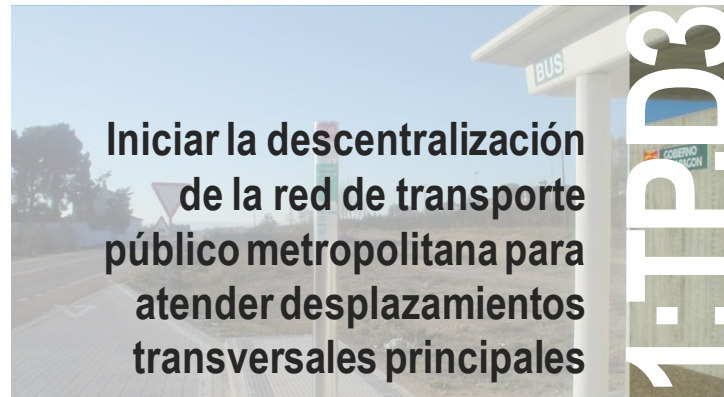 BUS
Iniciar la descentralización
de la red de transporte
público metropolitana para
atender desplazamientos
transversales principales
1:TP.D3
GOBIERNO